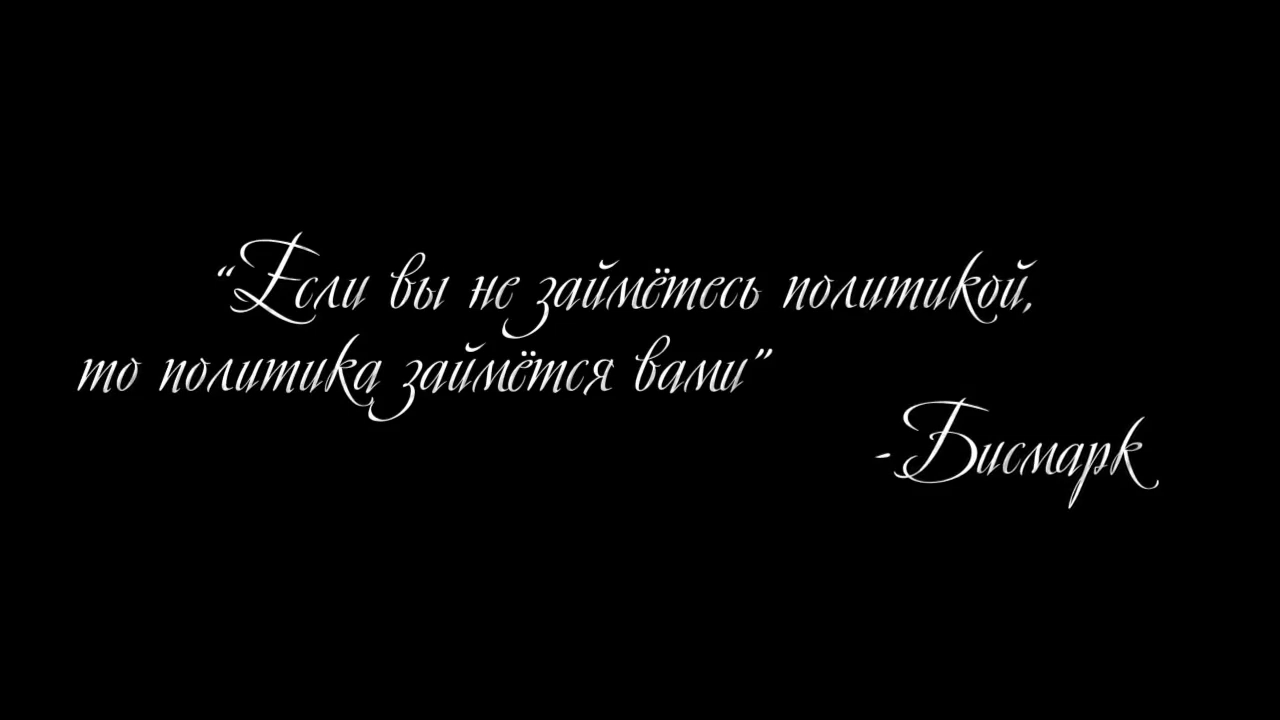 “Если вы не займётесь политикой,
то политика займётся вами”
-Бисмарк